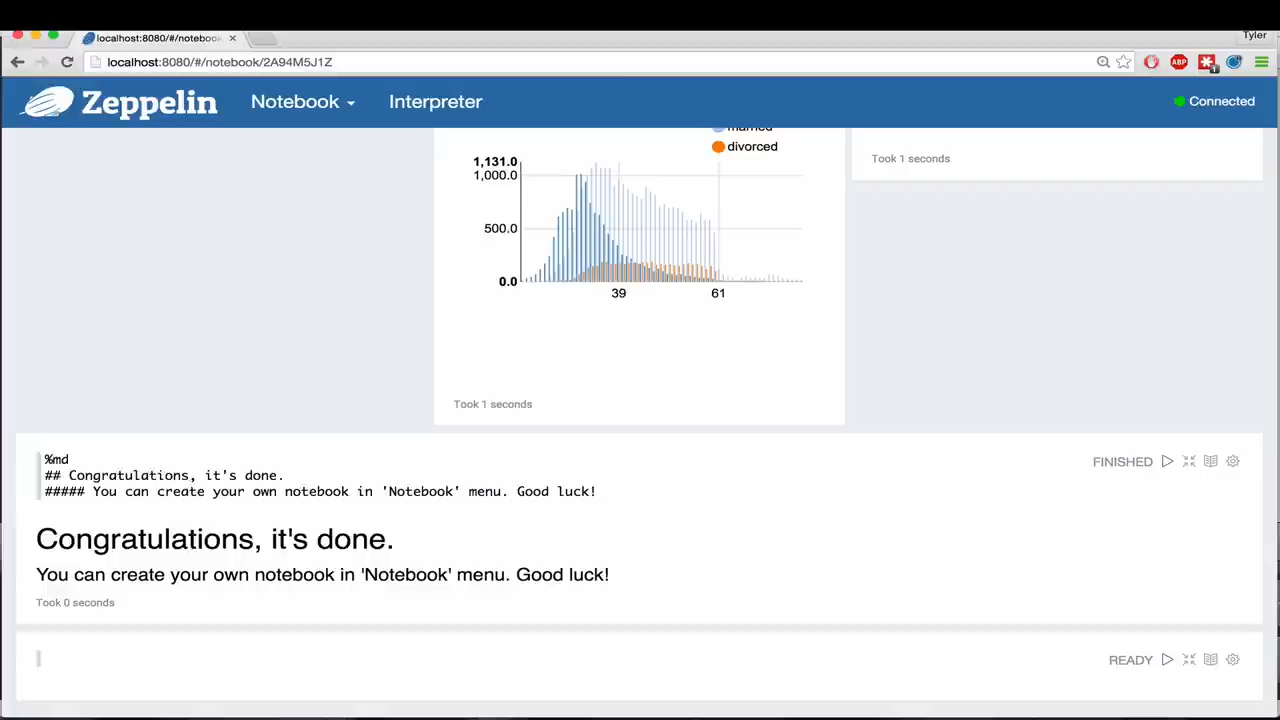 Tyler
localhost:8080/#/notebook
localhost:8080/#/notebook/2A94M5J1Z
ABP
1
Zeppelin
Notebook
Interpreter
Connected
married
divorced
1,131.0
1,000.0
500.0
0.0
39
61
Took 1 seconds
Took 1 seconds
%md
## Congratulations, it's done.
##### You can create your own notebook in 'Notebook' menu. Good luck!
FINISHED
Congratulations, it's done.
You can create your own notebook in 'Notebook' menu. Good luck!
Took 0 seconds
READY